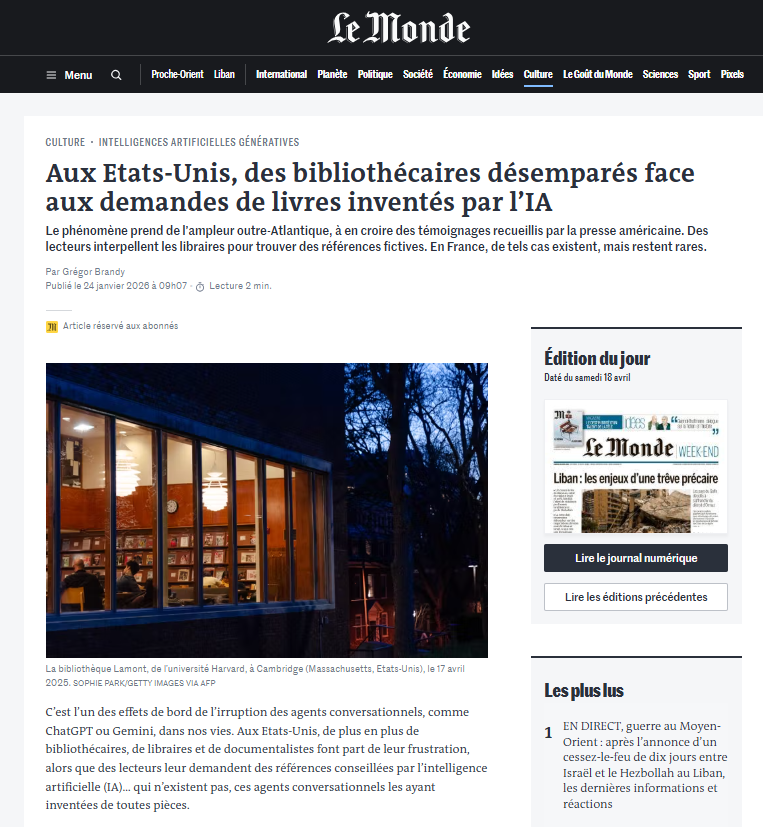 Le Monde
Menu
Proche-Orient Liban International Planète Politique Société Économie Idées Culture Le Goût du Monde Sciences Sport Pixels
CULTURE • INTELLIGENCES ARTIFICIELLES GÉNÉRATIVES
Aux Etats-Unis, des bibliothécaires désemparés face
aux demandes de livres inventés par l’IA
Le phénomène prend de l’ampleur outre-Atlantique, à en croire des témoignages recueillis par la presse américaine. Des
lecteurs interpellent les libraires pour trouver des références fictives. En France, de tels cas existent, mais restent rares.
Par Grégor Brandy
Publié le 24 janvier 2026 à 09h07 · Lecture 2 min.
Article réservé aux abonnés
La bibliothèque Lamont, de l’université Harvard, à Cambridge (Massachusetts, Etats-Unis), le 17 avril
2025. SOPHIE PARK/GETTY IMAGES VIA AFP
C’est l’un des effets de bord de l’irruption des agents conversationnels, comme
ChatGPT ou Gemini, dans nos vies. Aux Etats-Unis, de plus en plus de
bibliothécaires, de libraires et de documentalistes font part de leur frustration,
alors que des lecteurs leur demandent des références conseillées par l’intelligence
artificielle (IA)… qui n’existent pas, ces agents conversationnels les ayant
inventées de toutes pièces.
Édition du jour
Daté du samedi 18 avril
idées
Le Monde
WEEK-END
Liban : les enjeux d’une trêve précaire
Lire le journal numérique
Lire les éditions précédentes
Les plus lus
1
EN DIRECT, guerre au Moyen-
Orient : après l’annonce d’un
cessez-le-feu de dix jours entre
Israël et le Hezbollah au Liban,
les dernières informations et
réactions